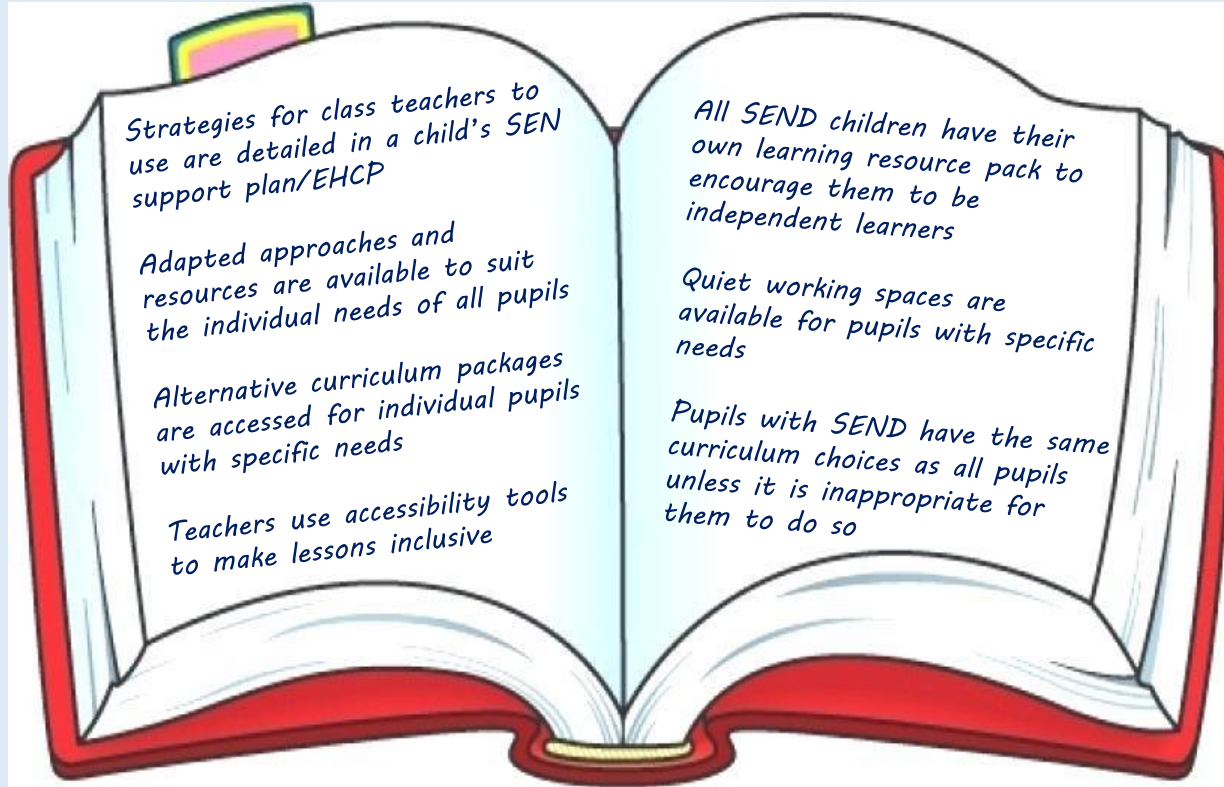 Strategies for class teachers to
use are detailed in a child’s SEN
support plan/EHCP
Adapted approaches and
resources are available to suit
the individual needs of all pupils
Alternative curriculum packages
are accessed for individual pupils
with specific needs
Teachers use accessibility tools
to make lessons inclusive
All SEND children have their
own learning resource pack to
encourage them to be
independent learners
Quiet working spaces are
available for pupils with specific
needs
Pupils with SEND have the same
curriculum choices as all pupils
unless it is inappropriate for
them to do so